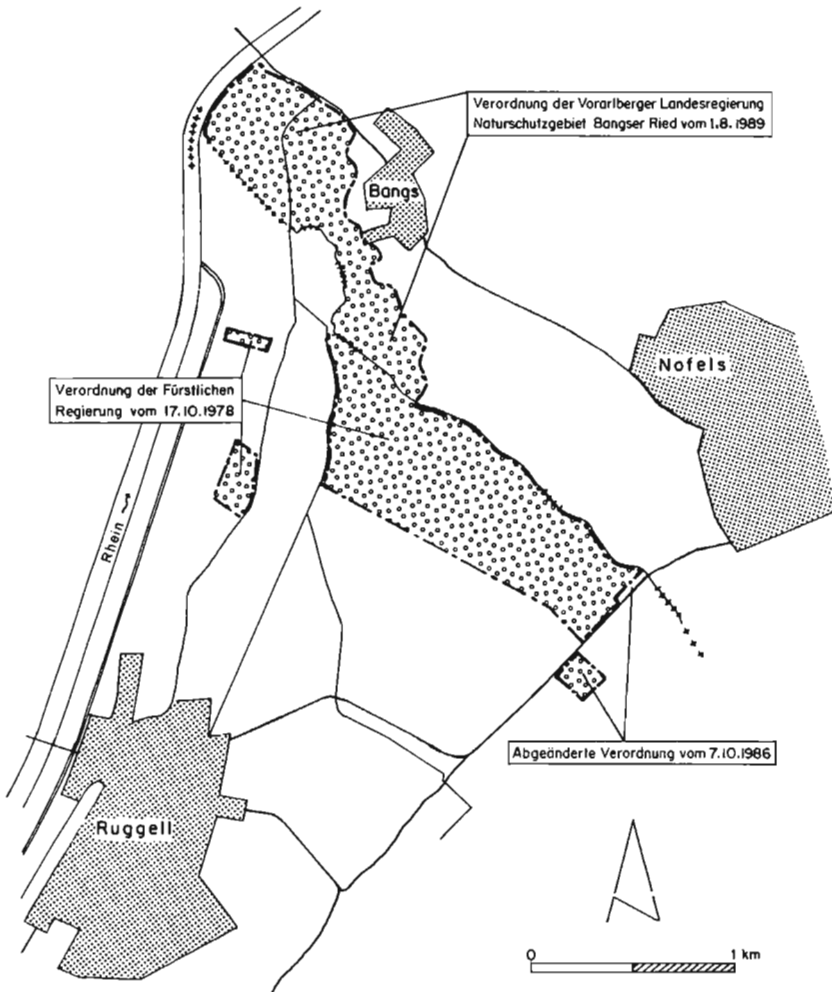 Verordnung der Vorarlberger Landesregierung
Naturschutzgebiet Bangser Ried vom 1.8.1989
Bangs
Nofels
Verordnung der Fürstlichen
Regierung vom 17.10.1978
Rhein
Abgeänderte Verordnung vom 7.10.1986
Ruggell
0 1 km